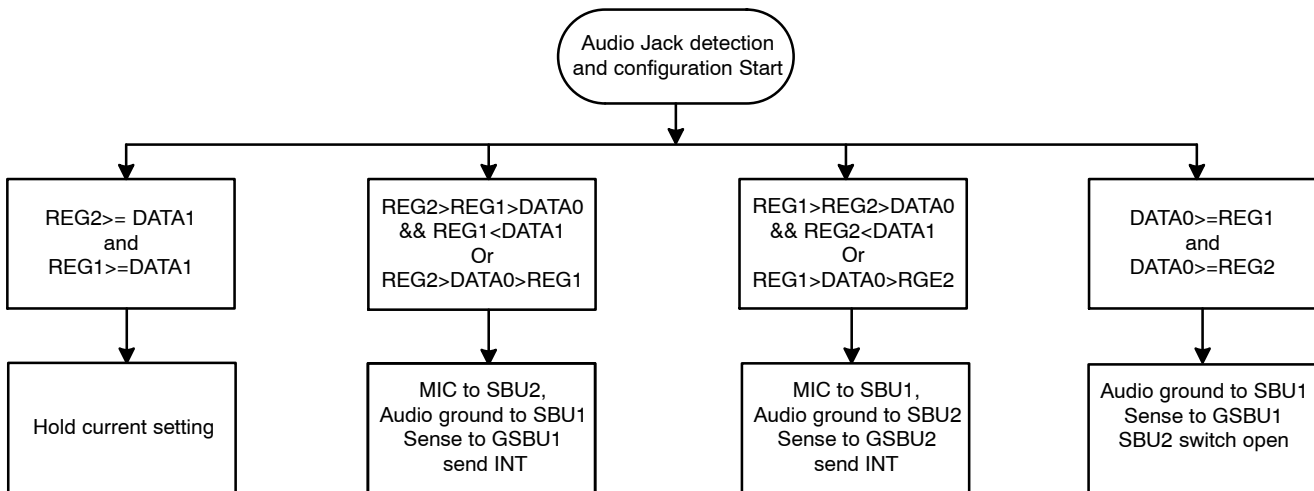 Audio Jack detection
and configuration Start
REG2>= DATA1
and
REG1>=DATA1
REG2>REG1>DATA0
&& REG1<DATA1
Or
REG2>DATA0>REG1
REG1>REG2>DATA0
&& REG2<DATA1
Or
REG1>DATA0>RGE2
DATA0>=REG1
and
DATA0>=REG2
Hold current setting
MIC to SBU2,
Audio ground to SBU1
Sense to GSBU1
send INT
MIC to SBU1,
Audio ground to SBU2
Sense to GSBU2
send INT
Audio ground to SBU1
Sense to GSBU1
SBU2 switch open